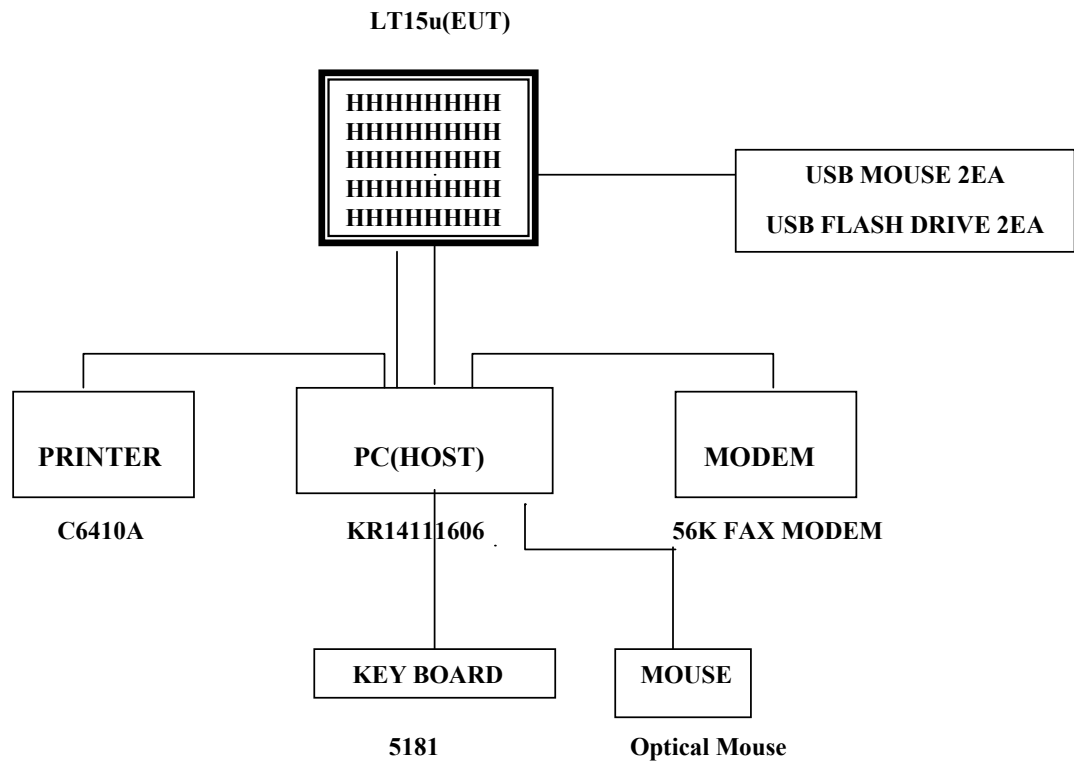 LT15u(EUT)
HHHHHHHH
HHHHHHHH
HHHHHHHH
HHHHHHHH
HHHHHHHH
USB MOUSE 2EA
USB FLASH DRIVE 2EA
PRINTER
PC(HOST)
MODEM
C6410A
KR14111606
56K FAX MODEM
KEY BOARD
MOUSE
5181
Optical Mouse